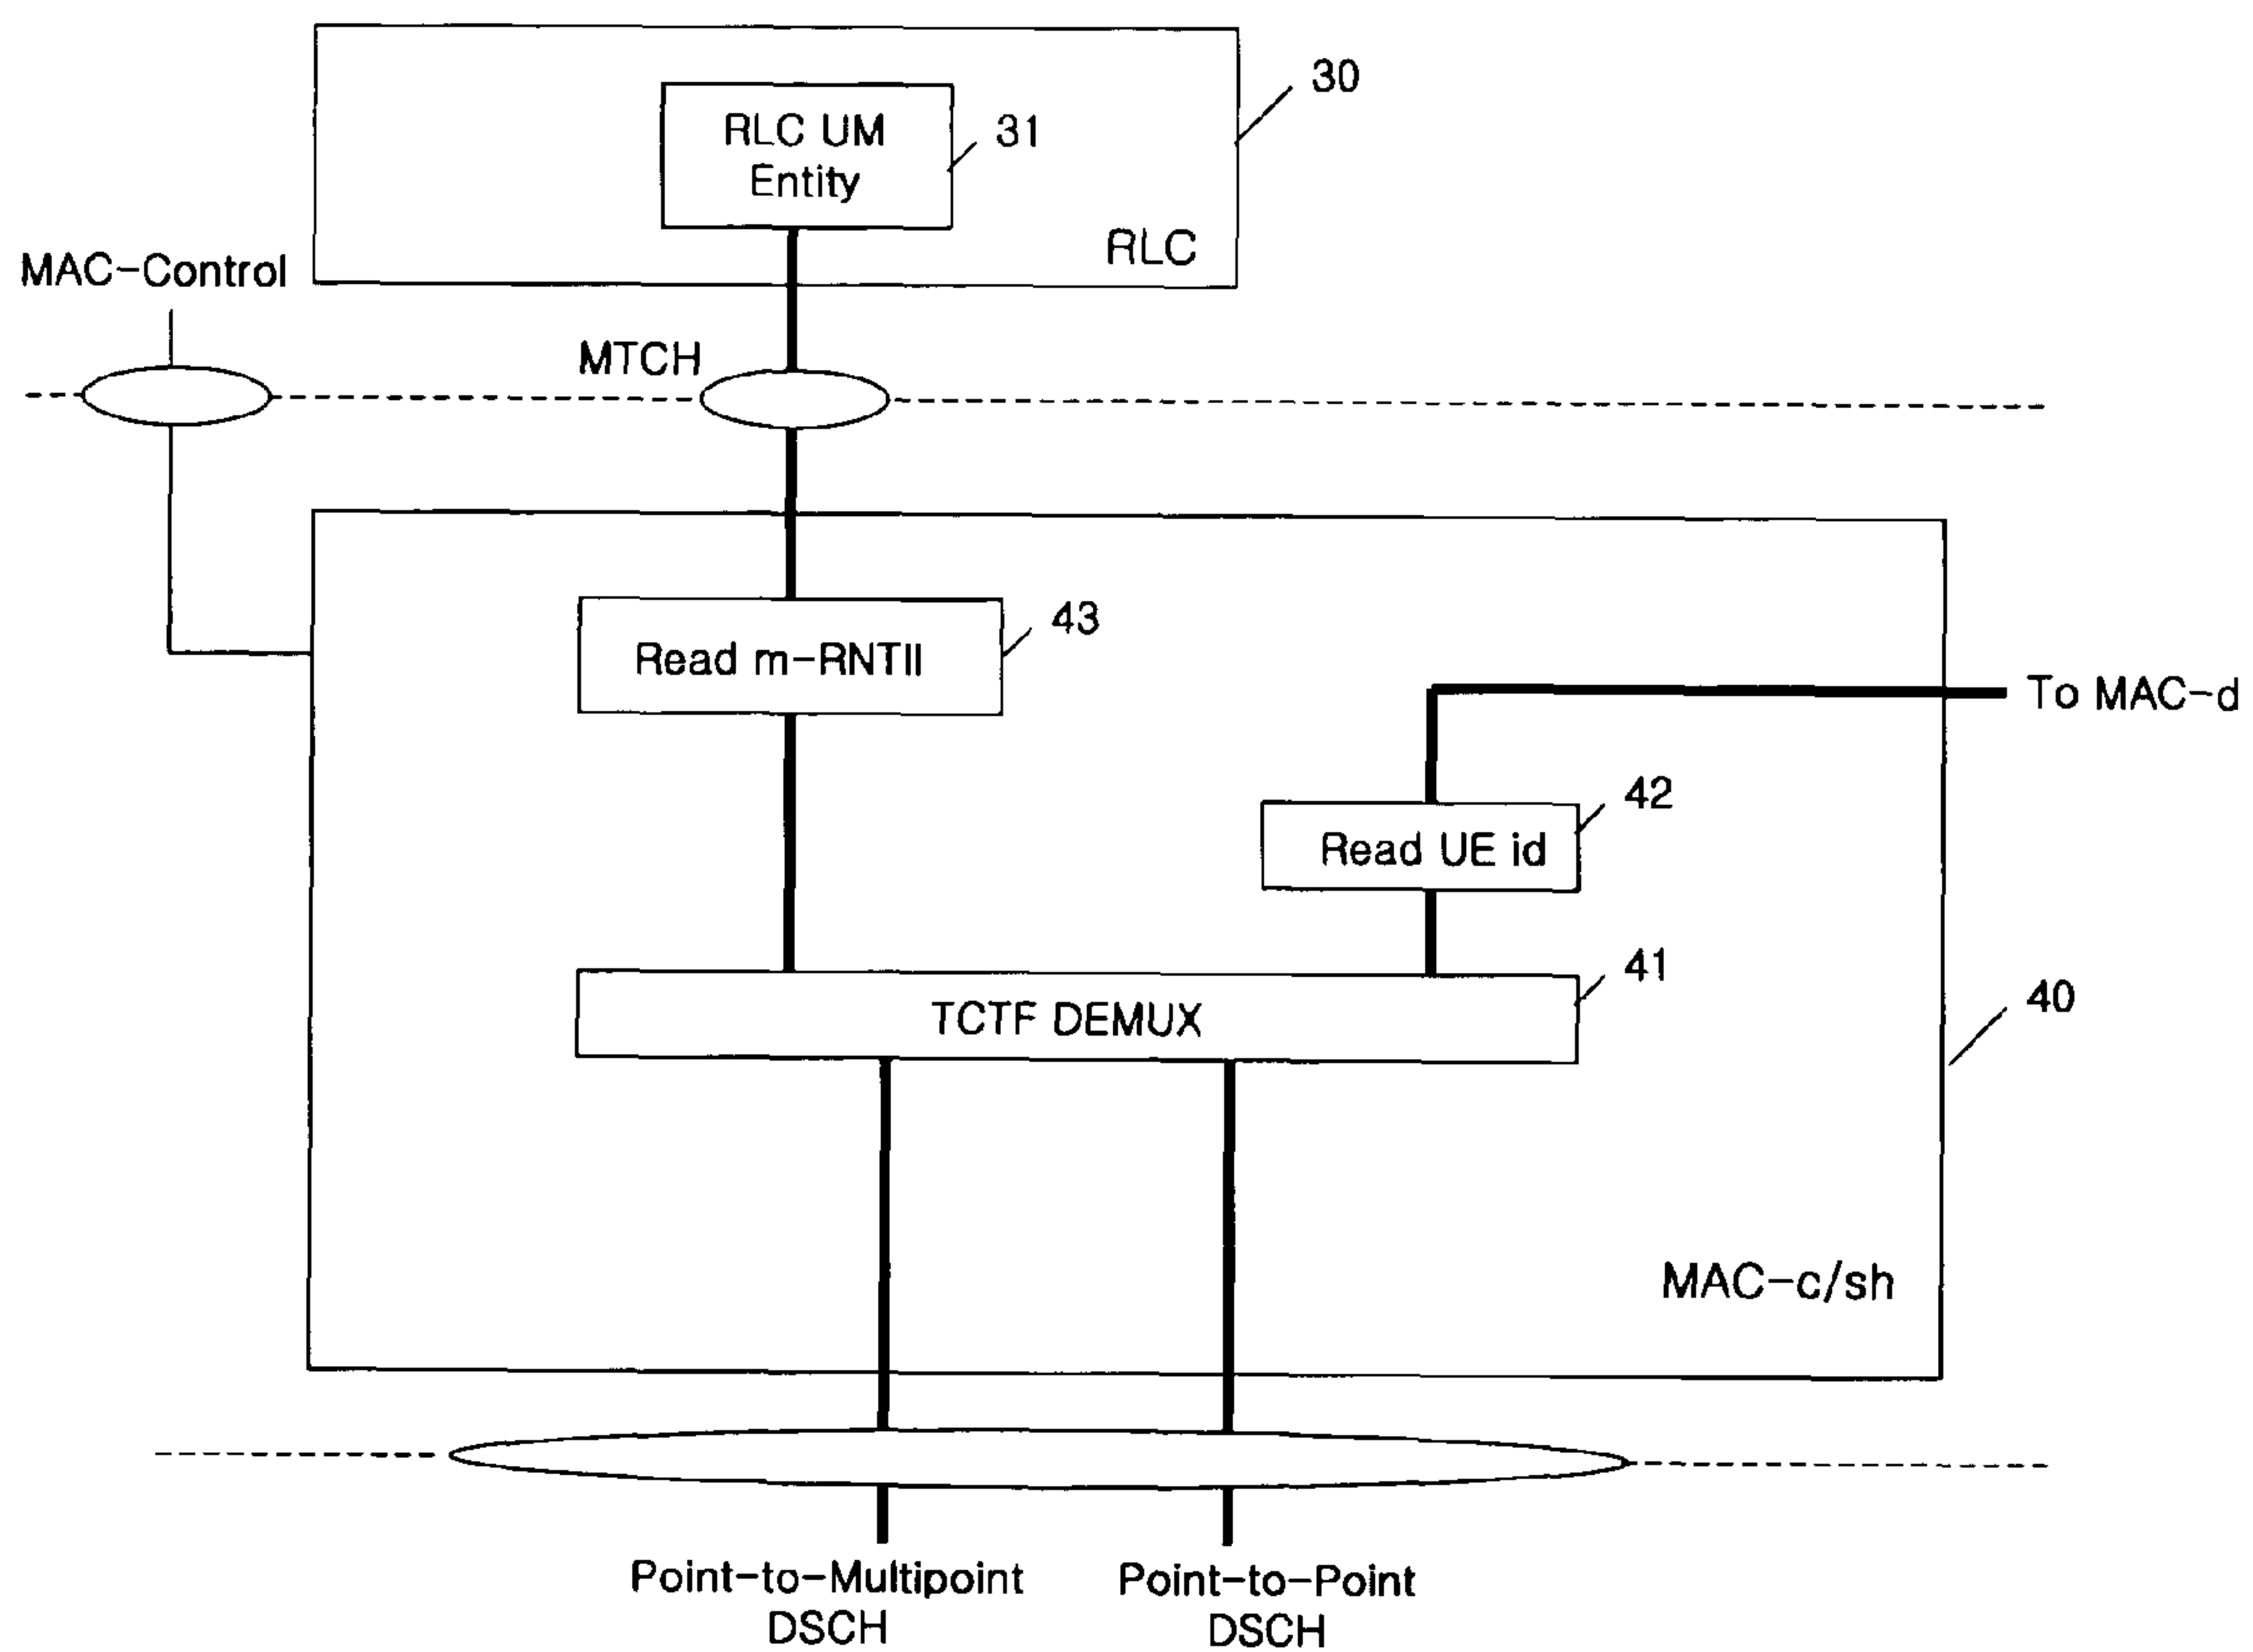 30
RLC UM
Entity
31
RLC
MAC-Control
MTCH
43
Read m-RNTII
To MAC-d
42
Read UE id
41
TCTF DEMUX
40
MAC-c/sh
Point-to-Multipoint
DSCH
Point-to-Point
DSCH